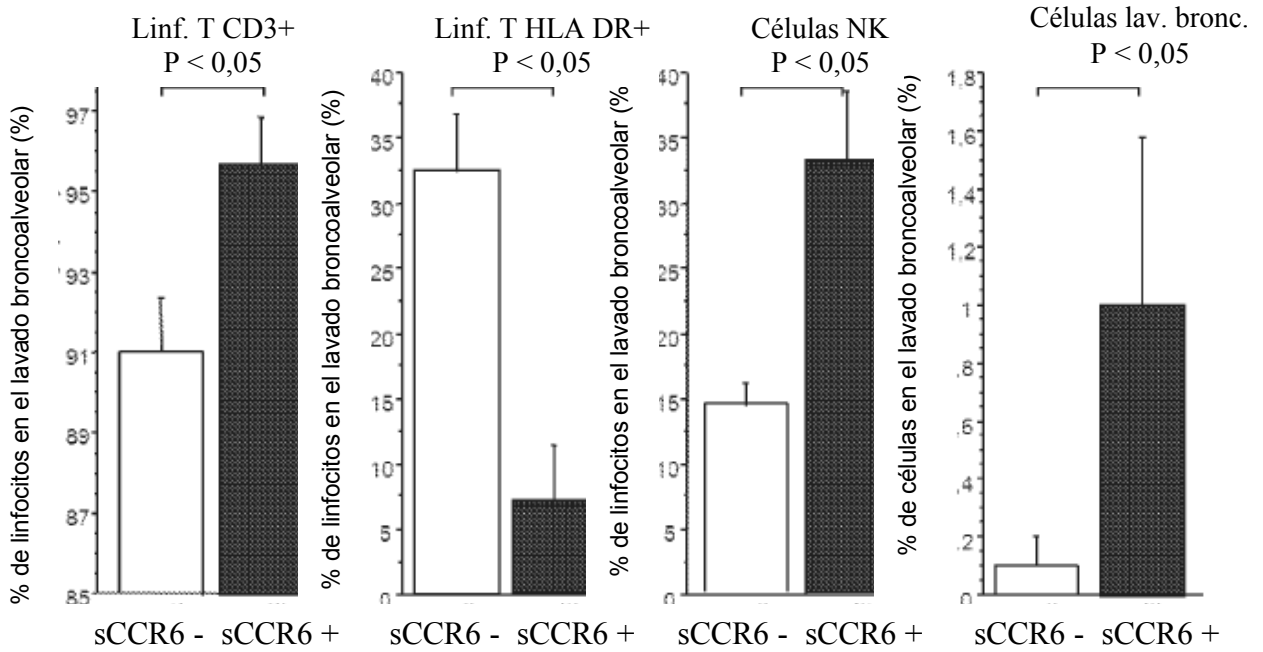 Linf. T CD3+
P < 0,05
% de linfocitos en el lavado broncoalveolar (%)
97
95
93
91
89
87
85
sCCR6 - sCCR6 +
Linf. T HLA DR+
P < 0,05
% de linfocitos en el lavado broncoalveolar (%)
40
35
30
25
20
15
10
5
0
sCCR6 - sCCR6 +
Células NK
P < 0,05
% de linfocitos en el lavado broncoalveolar (%
40
35
30
25
20
15
10
5
0
sCCR6 - sCCR6 +
Células lav. bronc.
P < 0,05
% de células en el lavado broncoalveolar (%)
1,8
1,6
1,4
1,2
1
,8
,6
,4
,2
0
sCCR6 - sCCR6 +